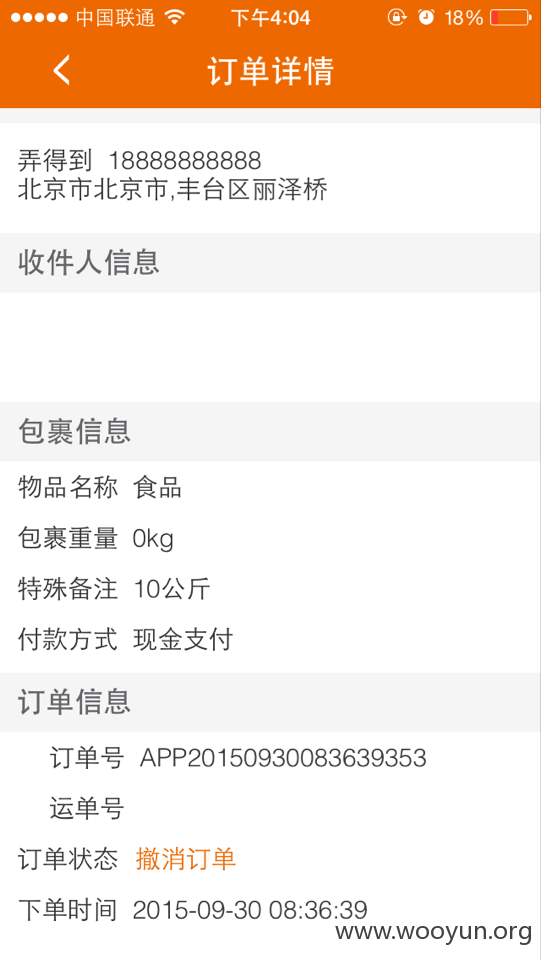 中国联通 下午4:04 18%
订单详情
弄得到 18888888888
北京市北京市,丰台区丽泽桥
收件人信息
包裹信息
物品名称 食品
包裹重量 0kg
特殊备注 10公斤
付款方式 现金支付
订单信息
订单号 APP20150930083639353
运单号
订单状态 撤消订单
下单时间 2015-09-30 08:36:39
www.wooyun.org